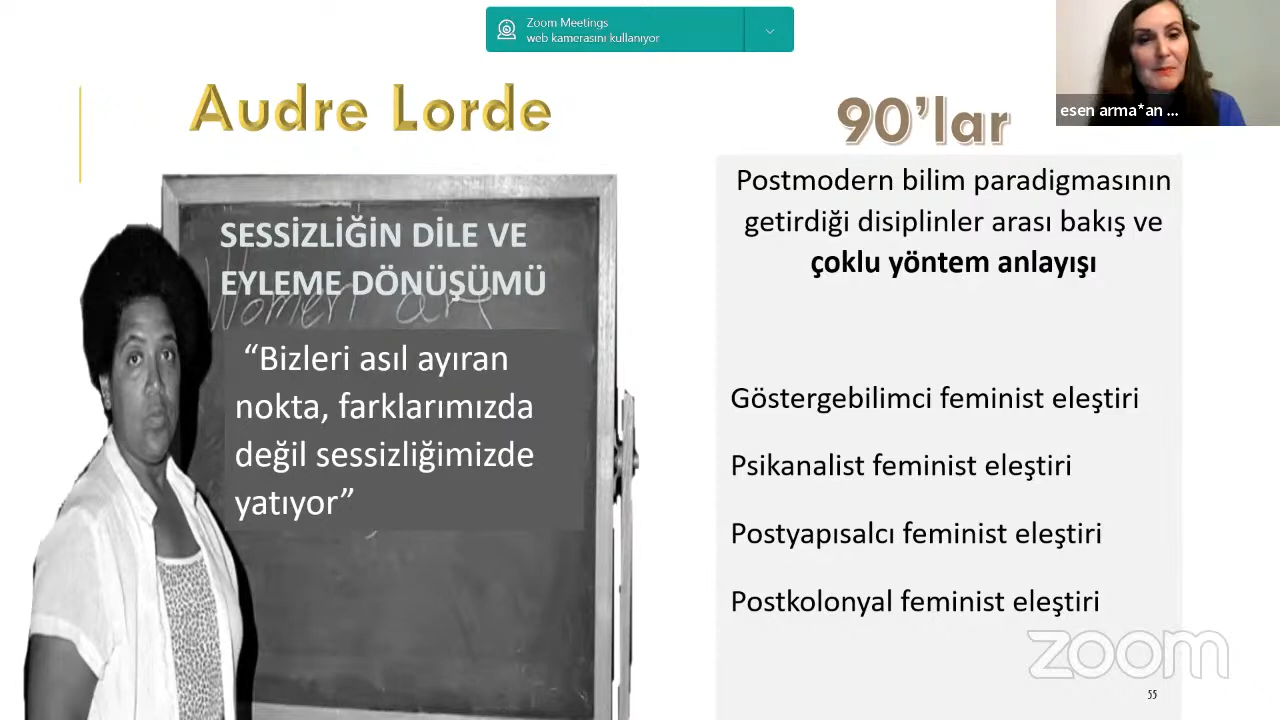 Zoom Meetings
web kamerasını kullanıyor
esen arma*an ...
Audre Lorde
SESSİZLİĞİN DİLE VE
EYLEME DÖNÜŞÜMÜ
Women ar
“Bizleri asıl ayıran
nokta, farklarımızda
değil sessizliğimizde
yatıyor”
90’lar
Postmodern bilim paradigmasının
getirdiği disiplinler arası bakış ve
çoklu yöntem anlayışı
Göstergebilimci feminist eleştiri
Psikanalist feminist eleştiri
Postyapısalcı feminist eleştiri
Postkolonyal feminist eleştiri
zoom
55